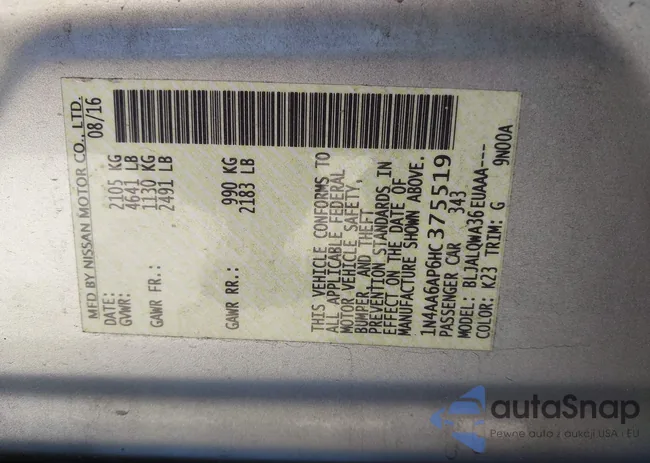 MFD BY NISSAN MOTOR CO., LTD.
DATE: 08/16
GVWR: 2105 KG
4641 LB
GAWR FR.: 1130 KG
2491 LB
GAWR RR.: 990 KG
2183 LB
THIS VEHICLE CONFORMS TO
ALL APPLICABLE FEDERAL
MOTOR VEHICLE SAFETY,
BUMPER, AND THEFT
PREVENTION STANDARDS IN
EFFECT ON THE DATE OF
MANUFACTURE SHOWN ABOVE.
1N4AA6AP6HC375519
PASSENGER CAR 343
MODEL: BLJALQWA36EUAAA---
COLOR: K23 TRIM: G 9N00A
autaSnap
Pewne auto z aukcji USA i EU